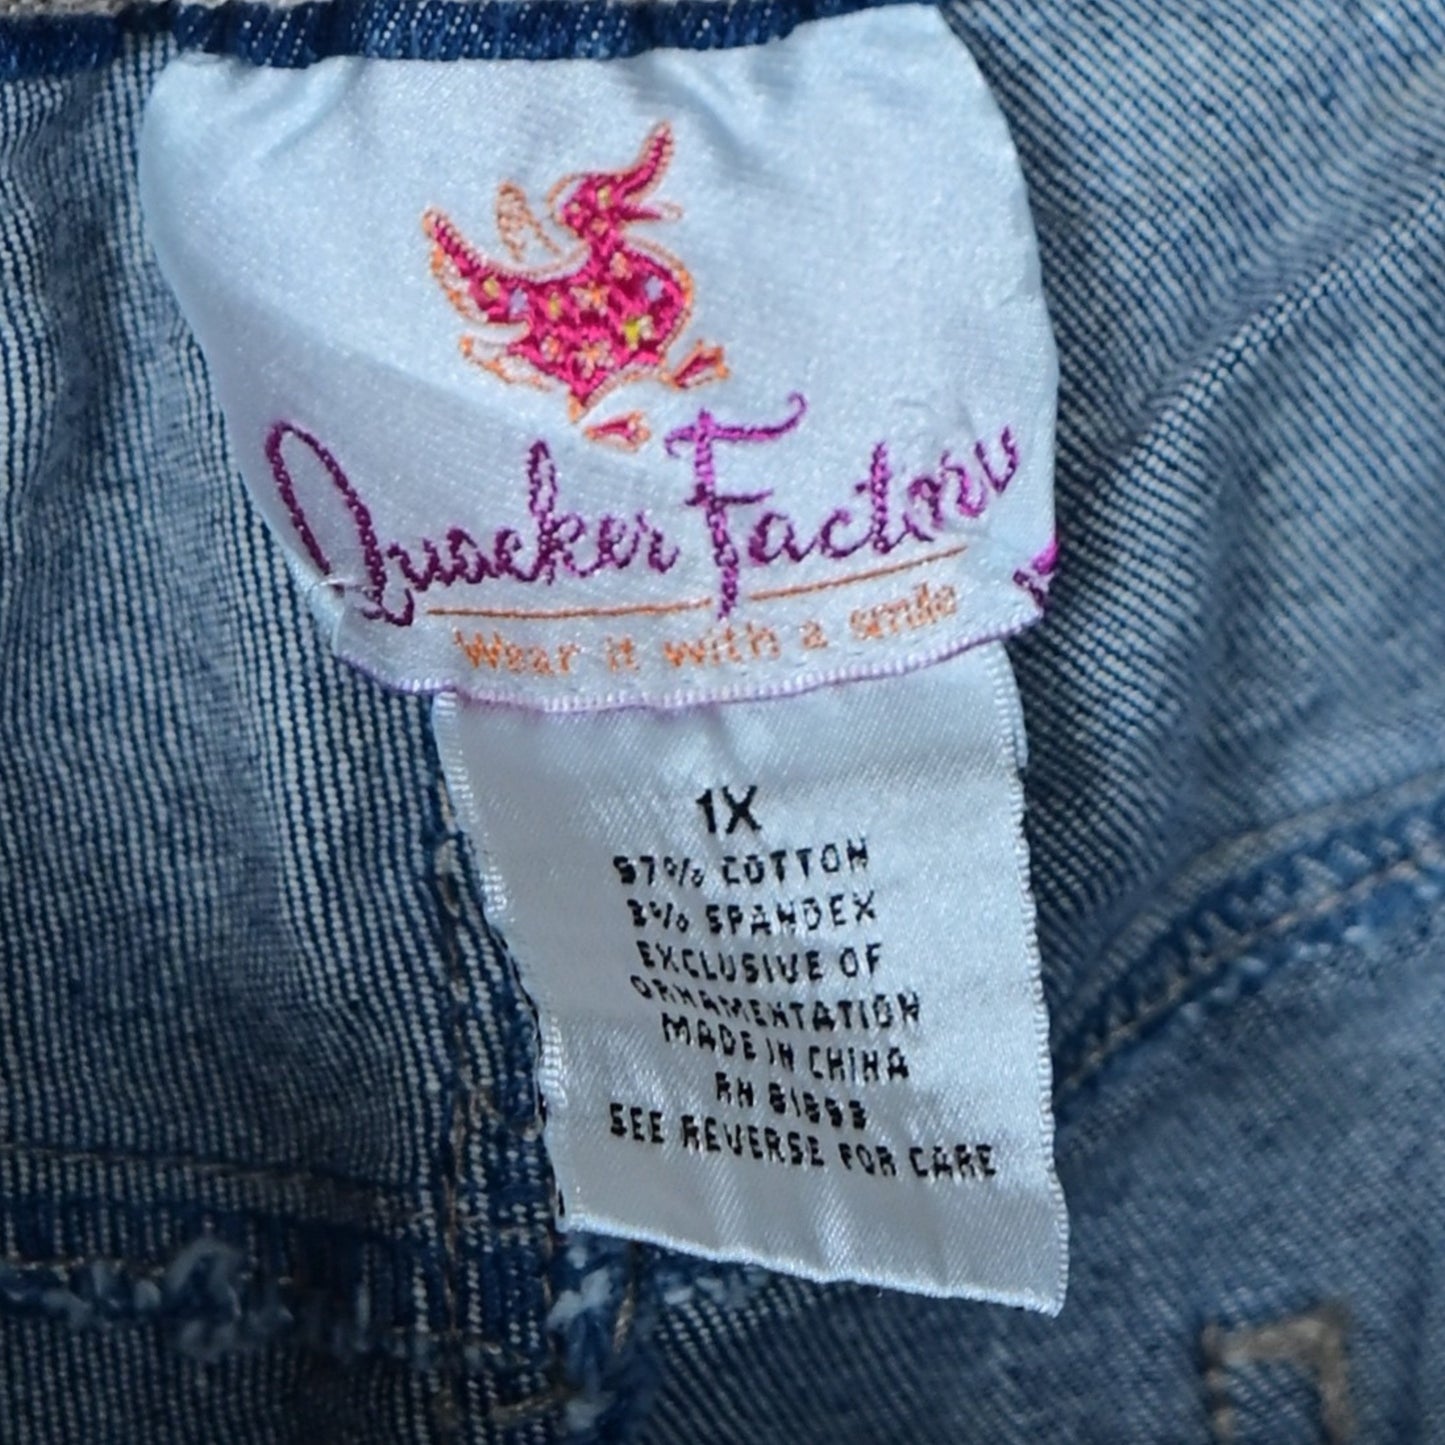 Quacker Factory
Wear it with a smile
1X
97% COTTON
3% SPANDEX
EXCLUSIVE OF
ORNAMENTATION
MADE IN CHINA
RN
SEE REVERSE FOR CARE